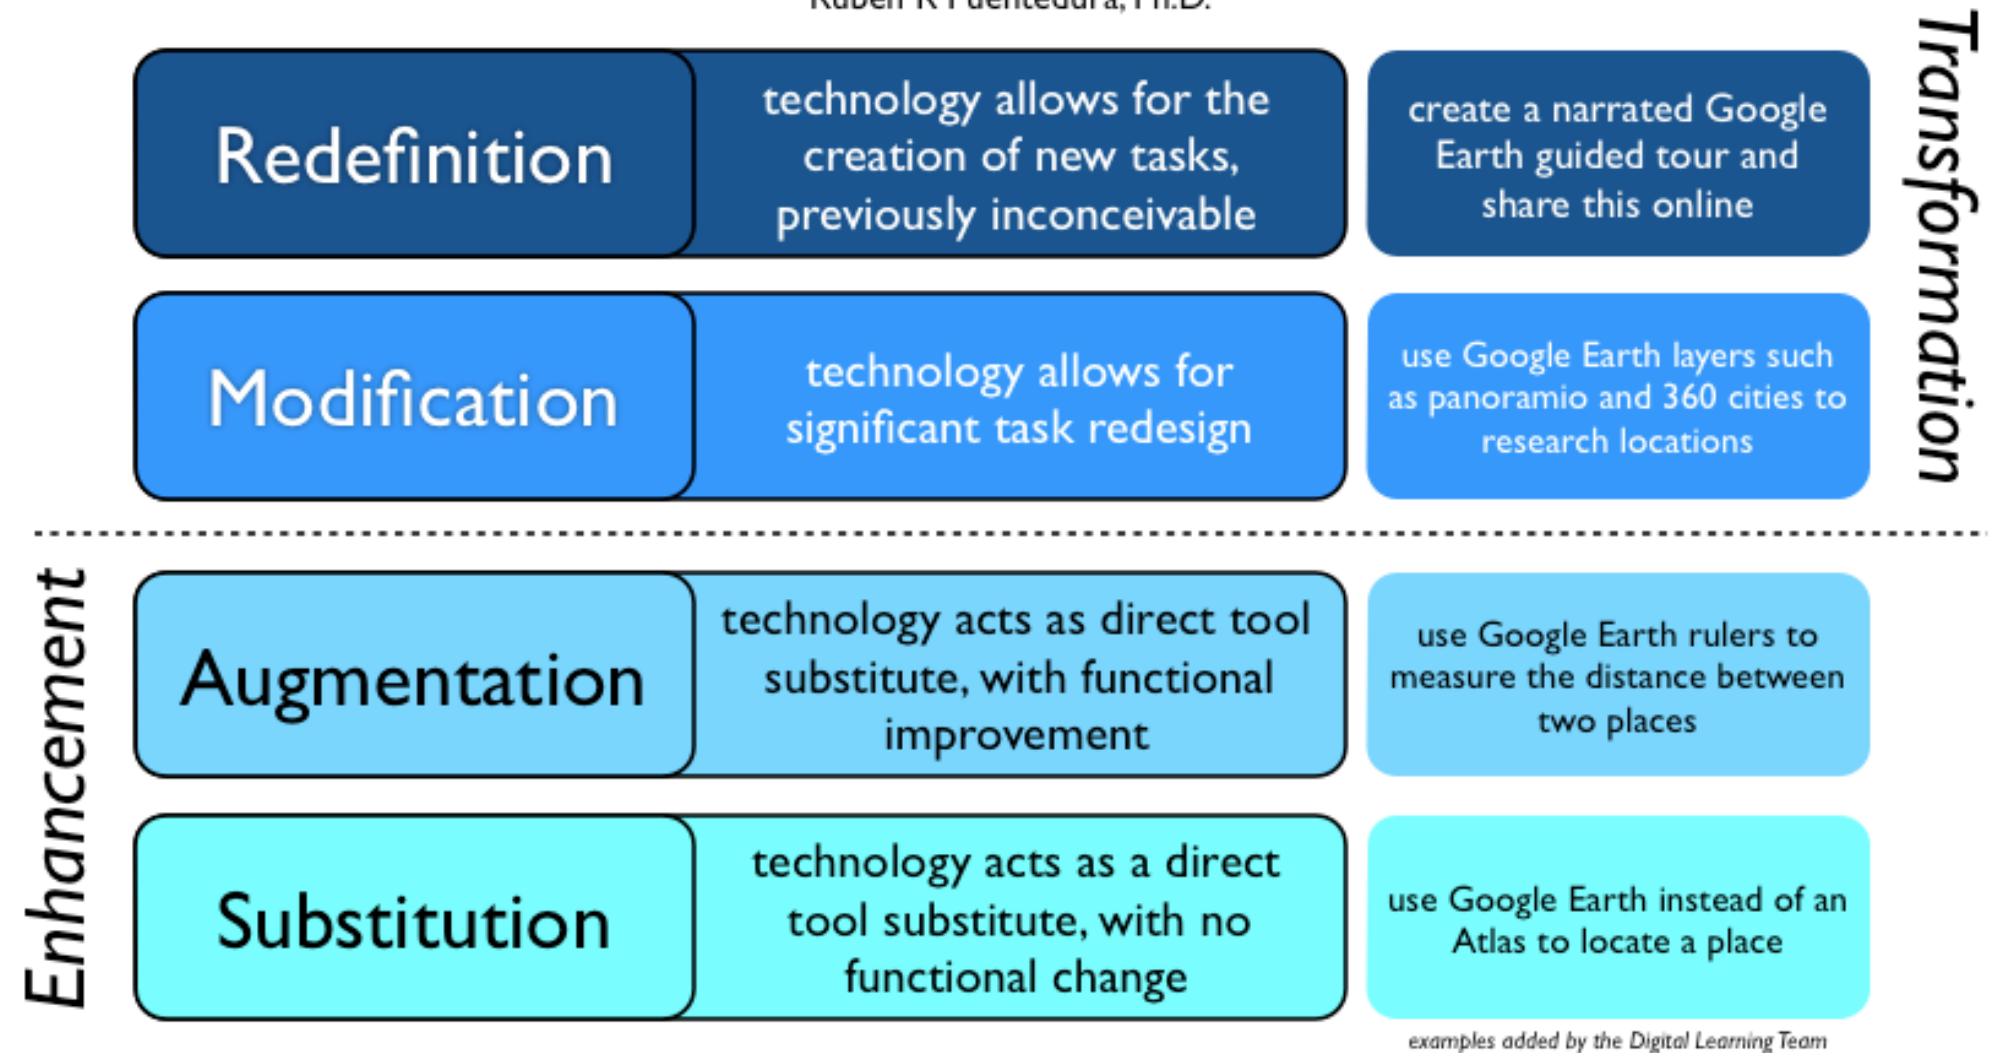 Ruben R Puentedura, Ph.D.
Redefinition
technology allows for the
creation of new tasks,
previously inconceivable
create a narrated Google
Earth guided tour and
share this online
Transformation
Modification
technology allows for
significant task redesign
use Google Earth layers such
as panoramio and 360 cities to
research locations
Enhancement
Augmentation
technology acts as direct tool
substitute, with functional
improvement
use Google Earth rulers to
measure the distance between
two places
Substitution
technology acts as a direct
tool substitute, with no
functional change
use Google Earth instead of an
Atlas to locate a place
examples added by the Digital Learning Team